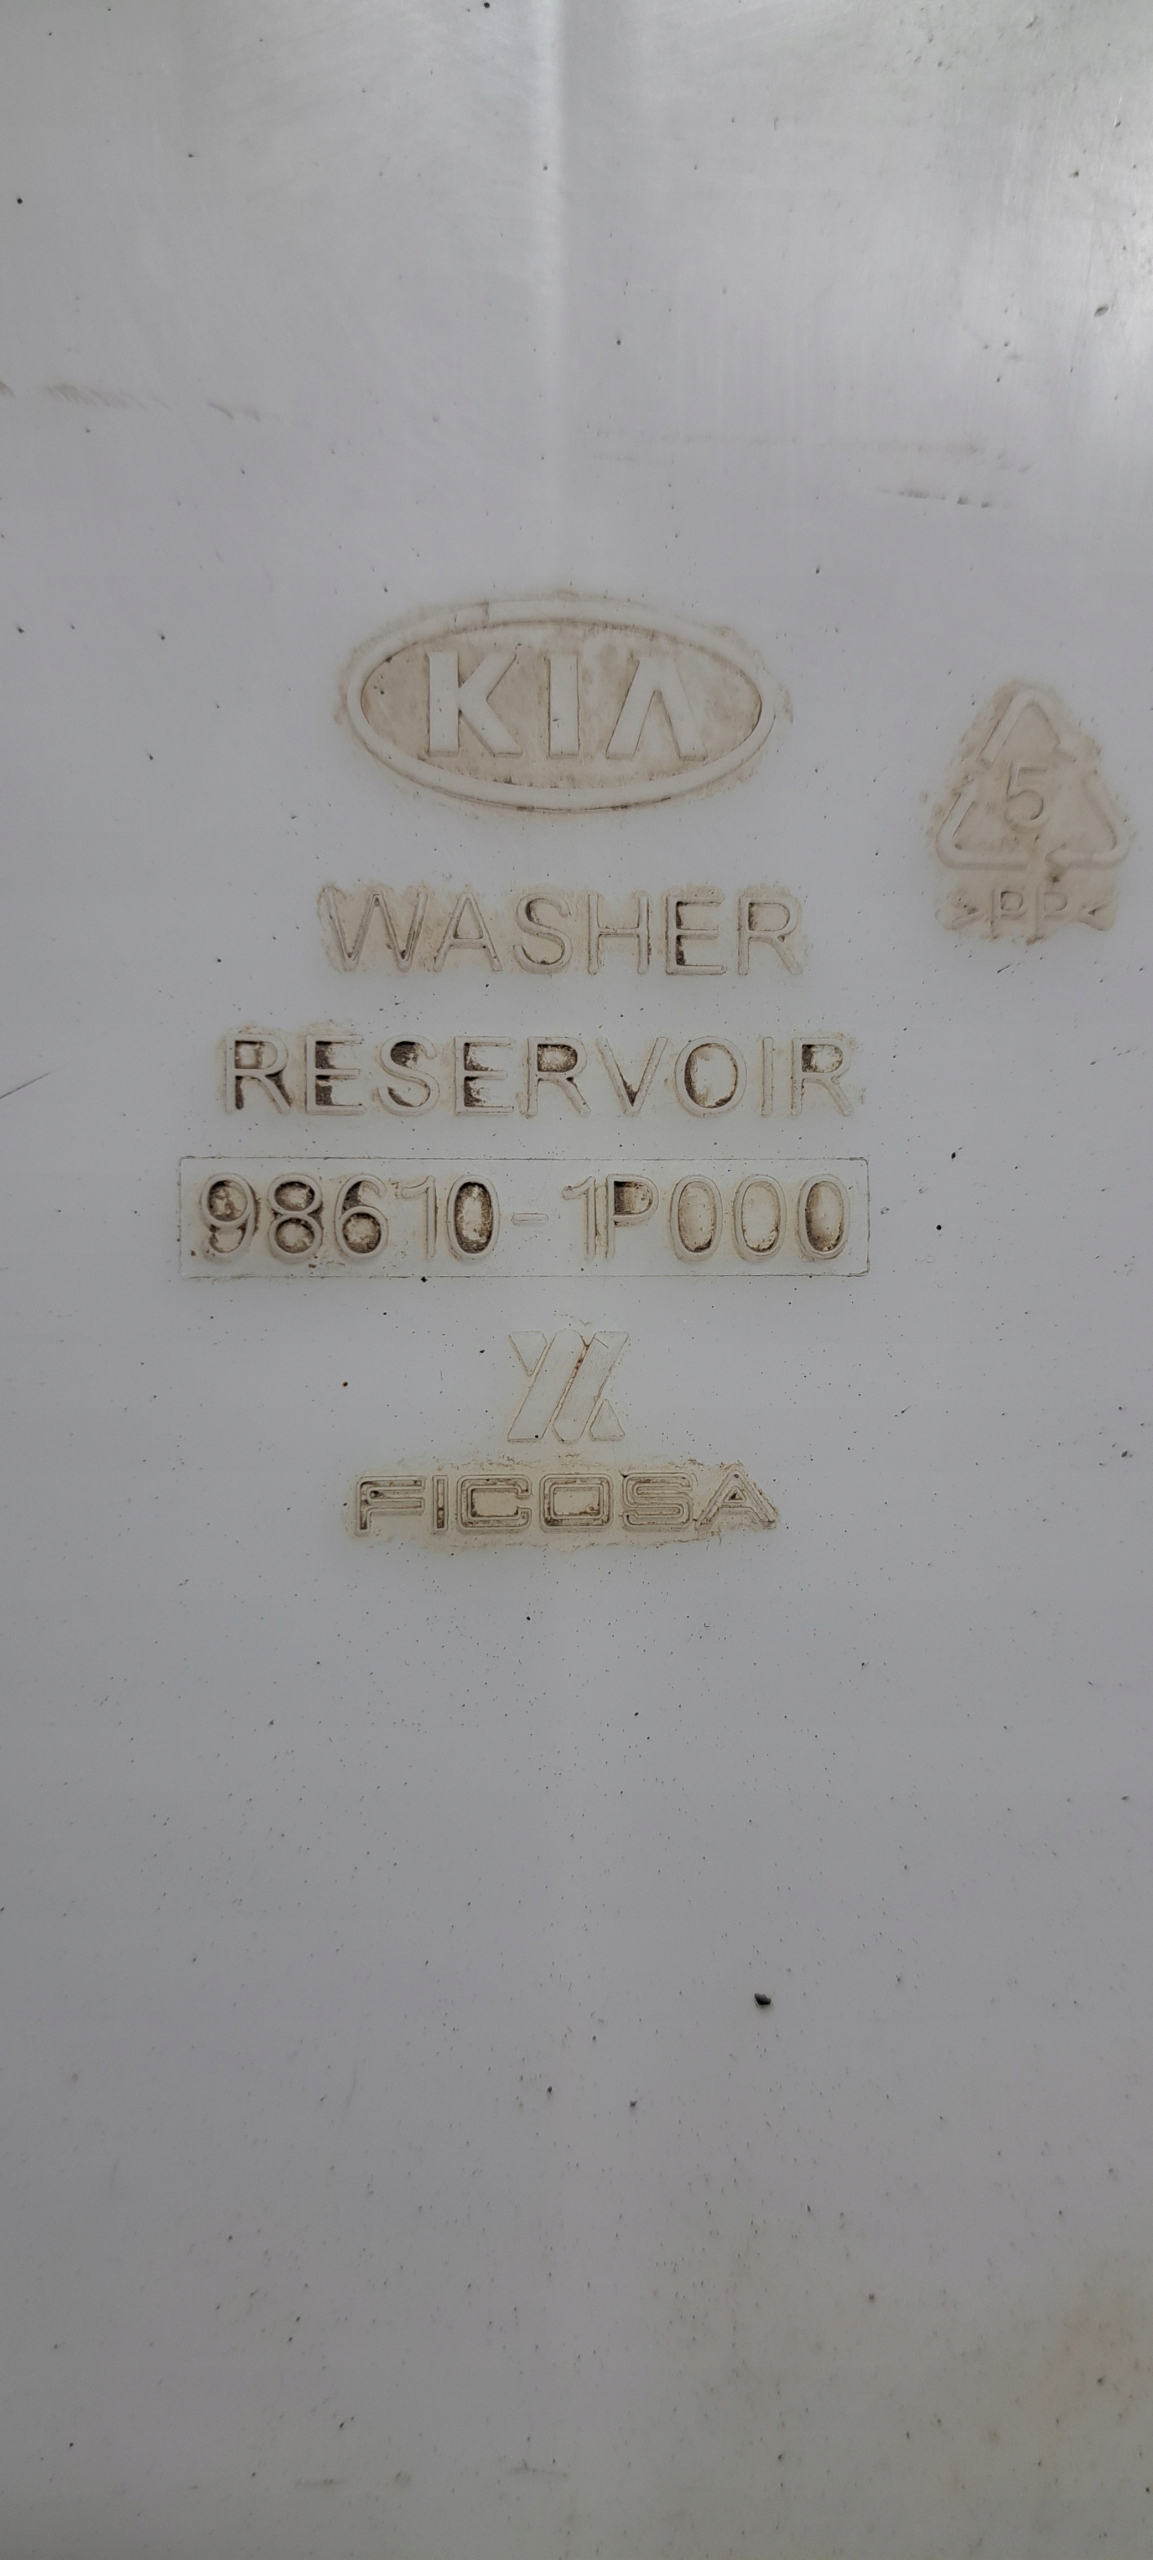 KIA
5
>PP<
WASHER
RESERVOIR
98610-1P000
FICOSA